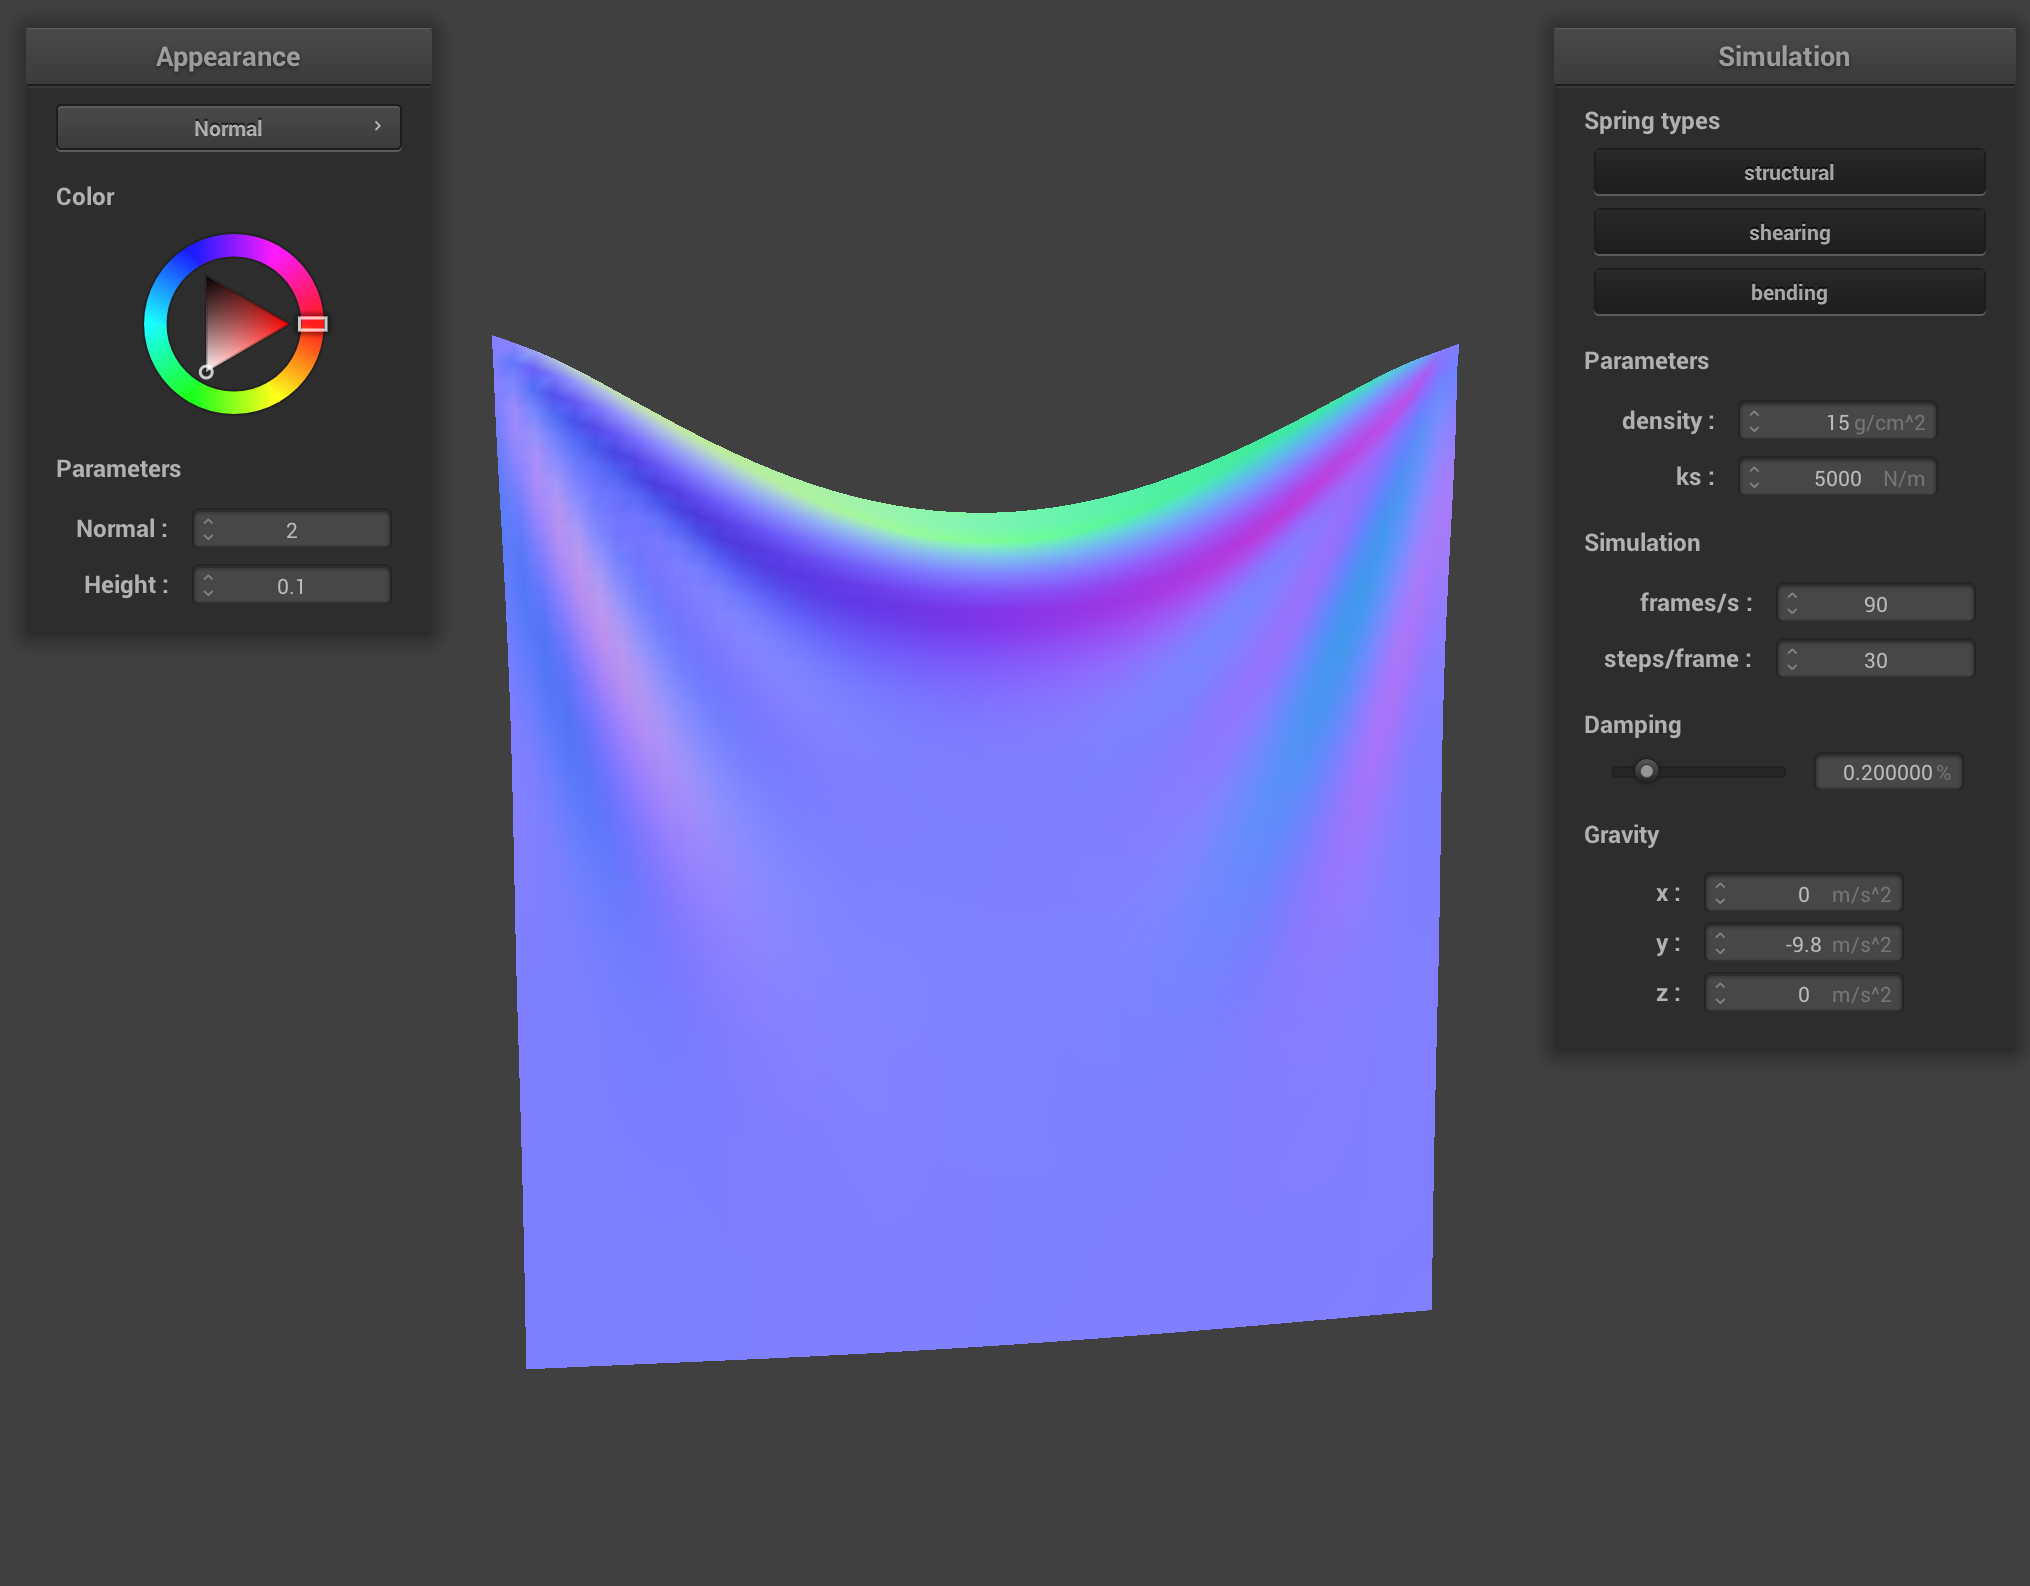 Appearance
Normal
Color
Parameters
Normal : 2
Height : 0.1
Simulation
Spring types
structural
shearing
bending
Parameters
density : 15 g/cm^2
ks : 5000 N/m
Simulation
frames/s : 90
steps/frame : 30
Damping
0.200000 %
Gravity
x : 0 m/s^2
y : -9.8 m/s^2
z : 0 m/s^2